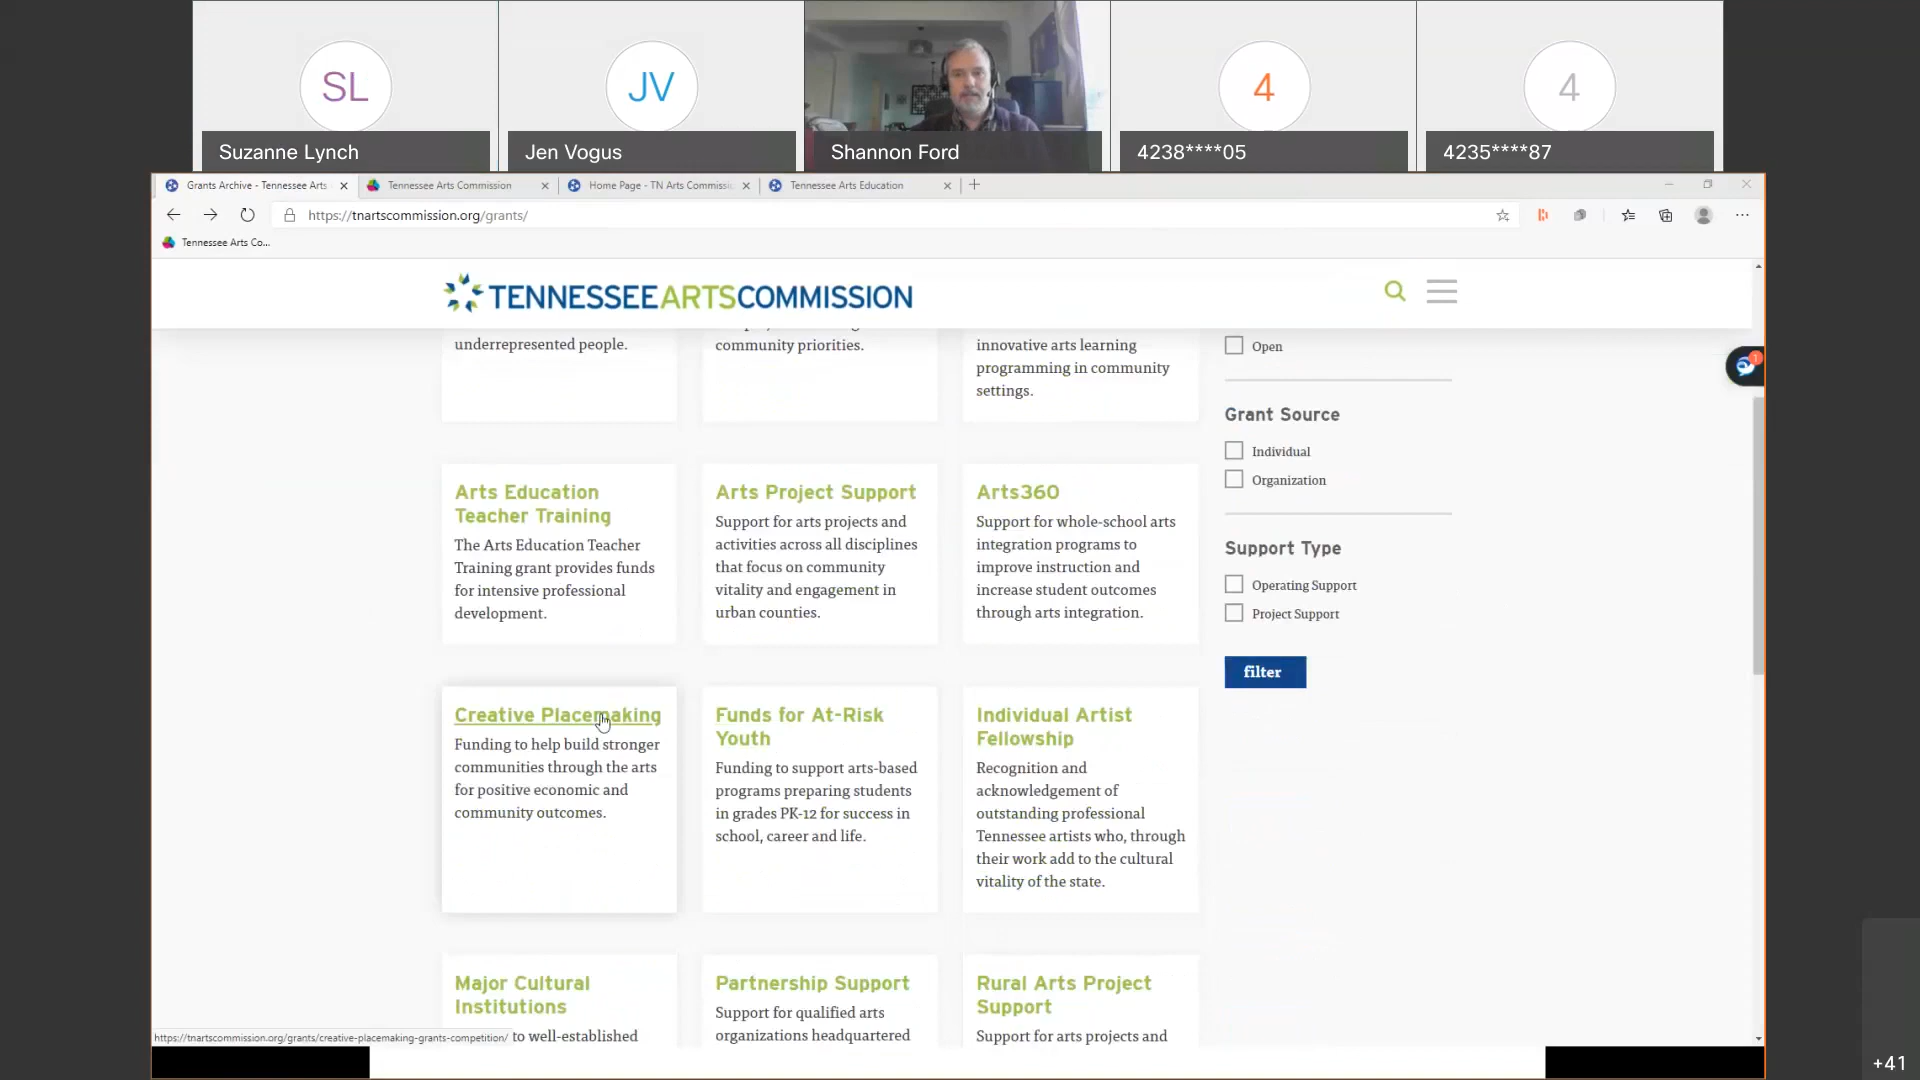 SL
JV
4
4
Suzanne Lynch
Jen Vogus
Shannon Ford
4238****05
4235****87
Grants Archive - Tennessee Arts
Tennessee Arts Commission
Home Page - TN Arts Commissi
Tennessee Arts Education
https://tnartscommission.org/grants/
Tennessee Arts Co...
TENNESSEEARTSCOMMISSION
1
underrepresented people.
community priorities.
innovative arts learning
programming in community
settings.
Open
Grant Source
Individual
Organization
Support Type
Operating Support
Project Support
filter
Arts Education
Teacher Training
The Arts Education Teacher
Training grant provides funds
for intensive professional
development.
Arts Project Support
Support for arts projects and
activities across all disciplines
that focus on community
vitality and engagement in
urban counties.
Arts360
Support for whole-school arts
integration programs to
improve instruction and
increase student outcomes
through arts integration.
Creative Placemaking
Funding to help build stronger
communities through the arts
for positive economic and
community outcomes.
Funds for At-Risk
Youth
Funding to support arts-based
programs preparing students
in grades PK-12 for success in
school, career and life.
Individual Artist
Fellowship
Recognition and
acknowledgement of
outstanding professional
Tennessee artists who, through
their work add to the cultural
vitality of the state.
Major Cultural
Institutions
to well-established
Partnership Support
Support for qualified arts
organizations headquartered
Rural Arts Project
Support
Support for arts projects and
https://tnartscommission.org/grants/creative-placemaking-grants-competition/
+41